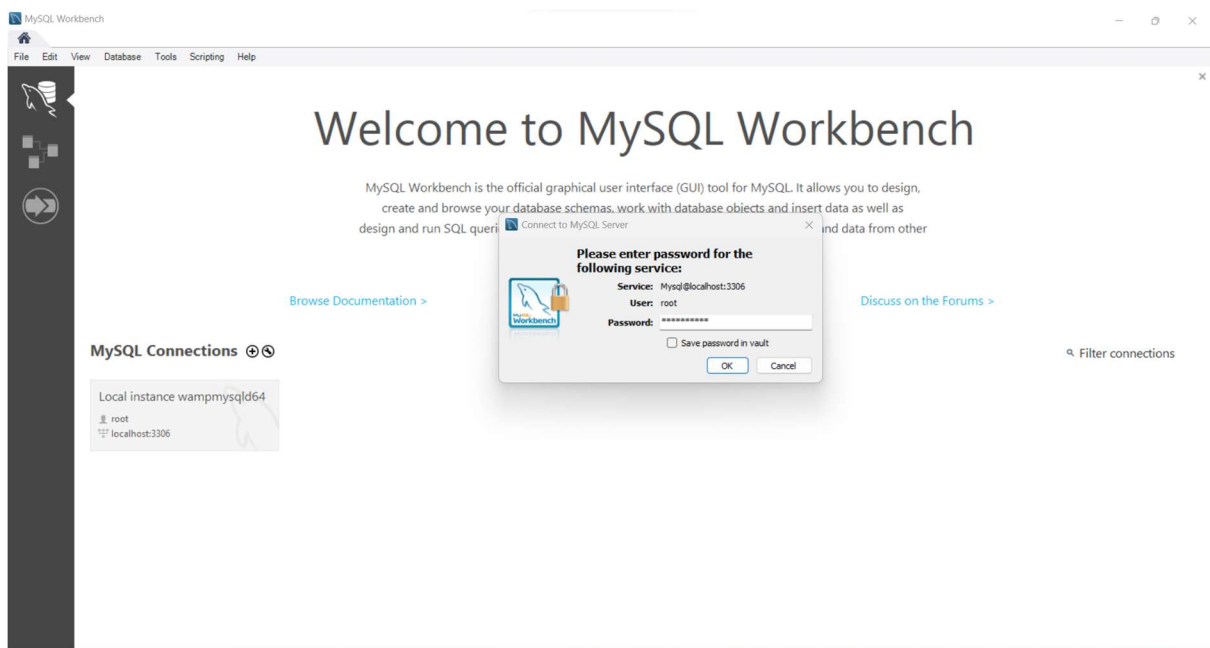 MySQL Workbench
File Edit View Database Tools Scripting Help
Welcome to MySQL Workbench
MySQL Workbench is the official graphical user interface (GUI) tool for MySQL. It allows you to design,
create and browse your database schemas, work with database objects and insert data as well as
design and run SQL queri
and data from other
Connect to MySQL Server
Please enter password for the
following service:
Service: Mysql@localhost:3306
User: root
Password: **********
Save password in vault
OK Cancel
MySQL
Workbench
Browse Documentation >
Discuss on the Forums >
MySQL Connections
Filter connections
Local instance wampmysqld64
root
localhost:3306